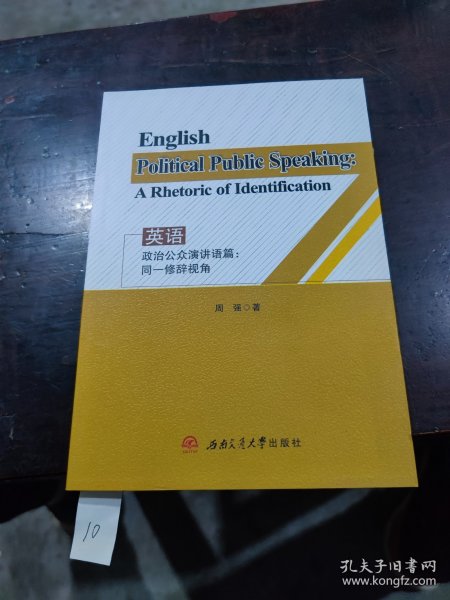 English
Political Public Speaking:
A Rhetoric of Identification
英语
政治公众演讲语篇：
同一修辞视角
周 强◇著
西南交通大学出版社
10
孔夫子旧书网
www.kongfz.com